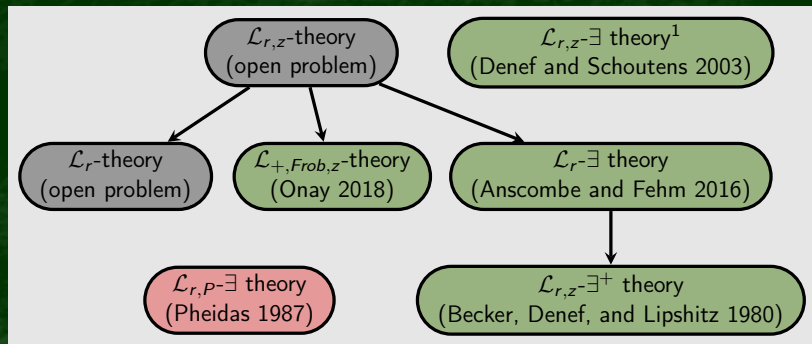 ℒ_{r,z}-theory
(open problem)
ℒ_{r,z}-∃ theory¹
(Denef and Schoutens 2003)
ℒ_r-theory
(open problem)
ℒ_{+,Frob,z}-theory
(Onay 2018)
ℒ_r-∃ theory
(Anscombe and Fehm 2016)
ℒ_{r,P}-∃ theory
(Pheidas 1987)
ℒ_{r,z}-∃⁺ theory
(Becker, Denef, and Lipshitz 1980)